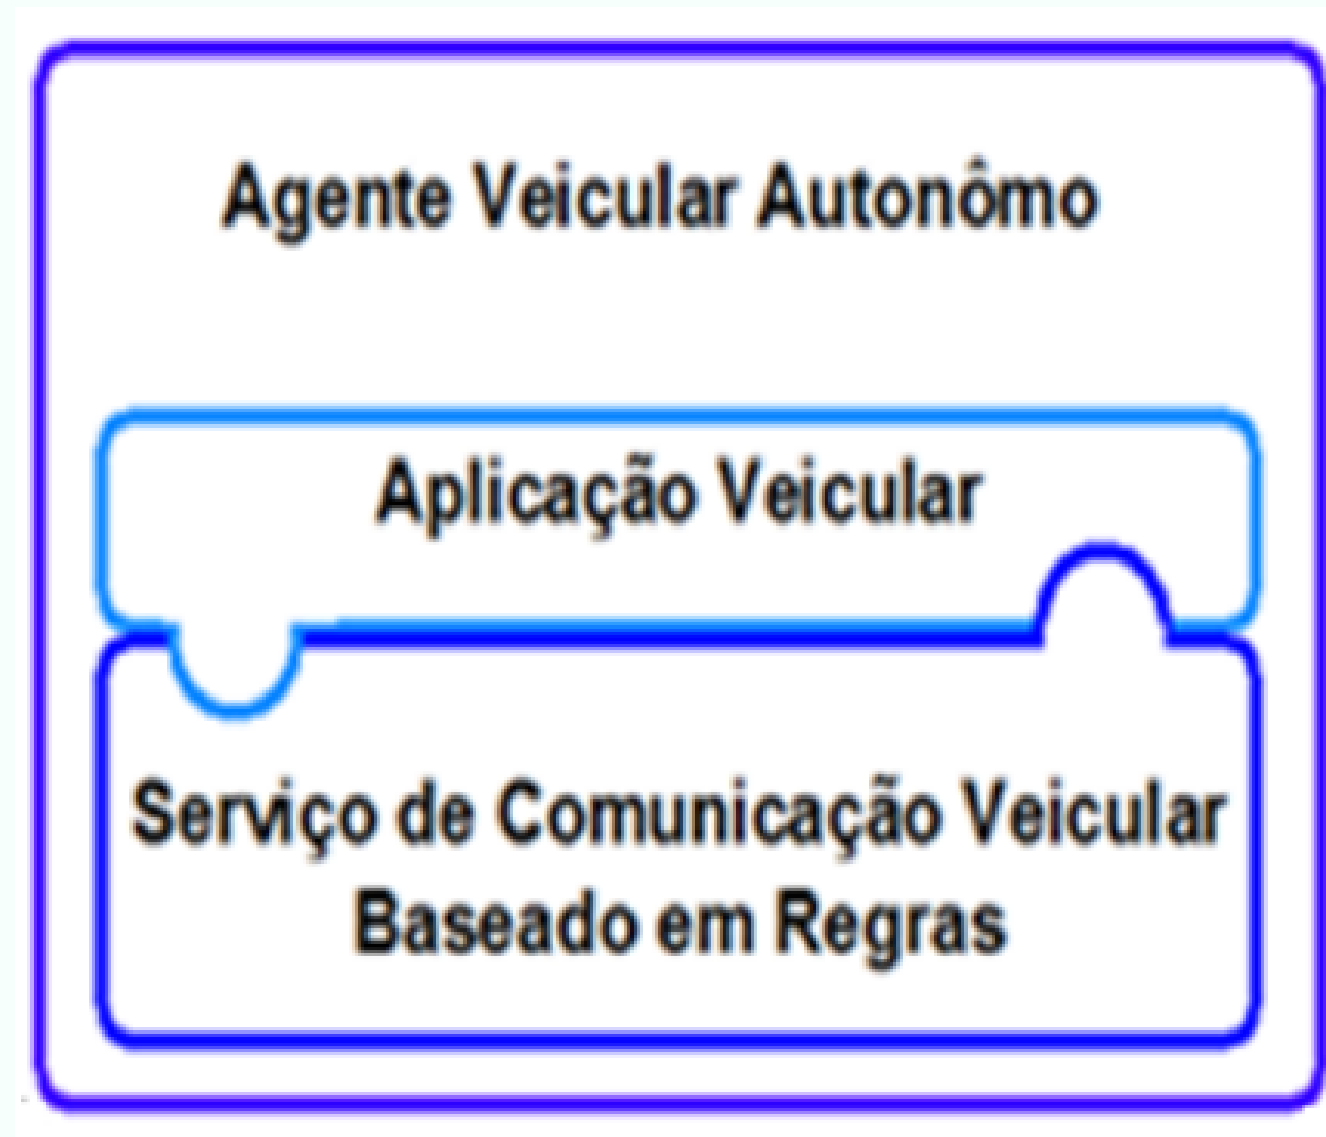 Agente Veicular Autonômo
Aplicação Veicular
Serviço de Comunicação Veicular
Baseado em Regras